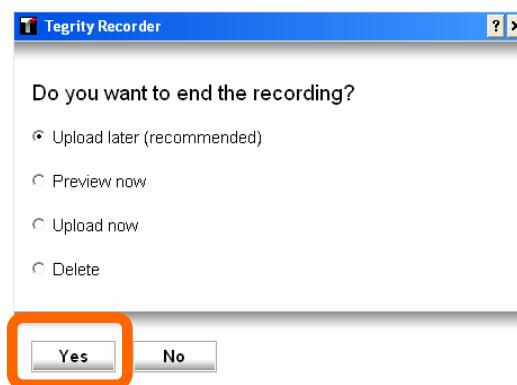 Tegrity Recorder
Do you want to end the recording?
Upload later (recommended)
Preview now
Upload now
Delete
Yes No